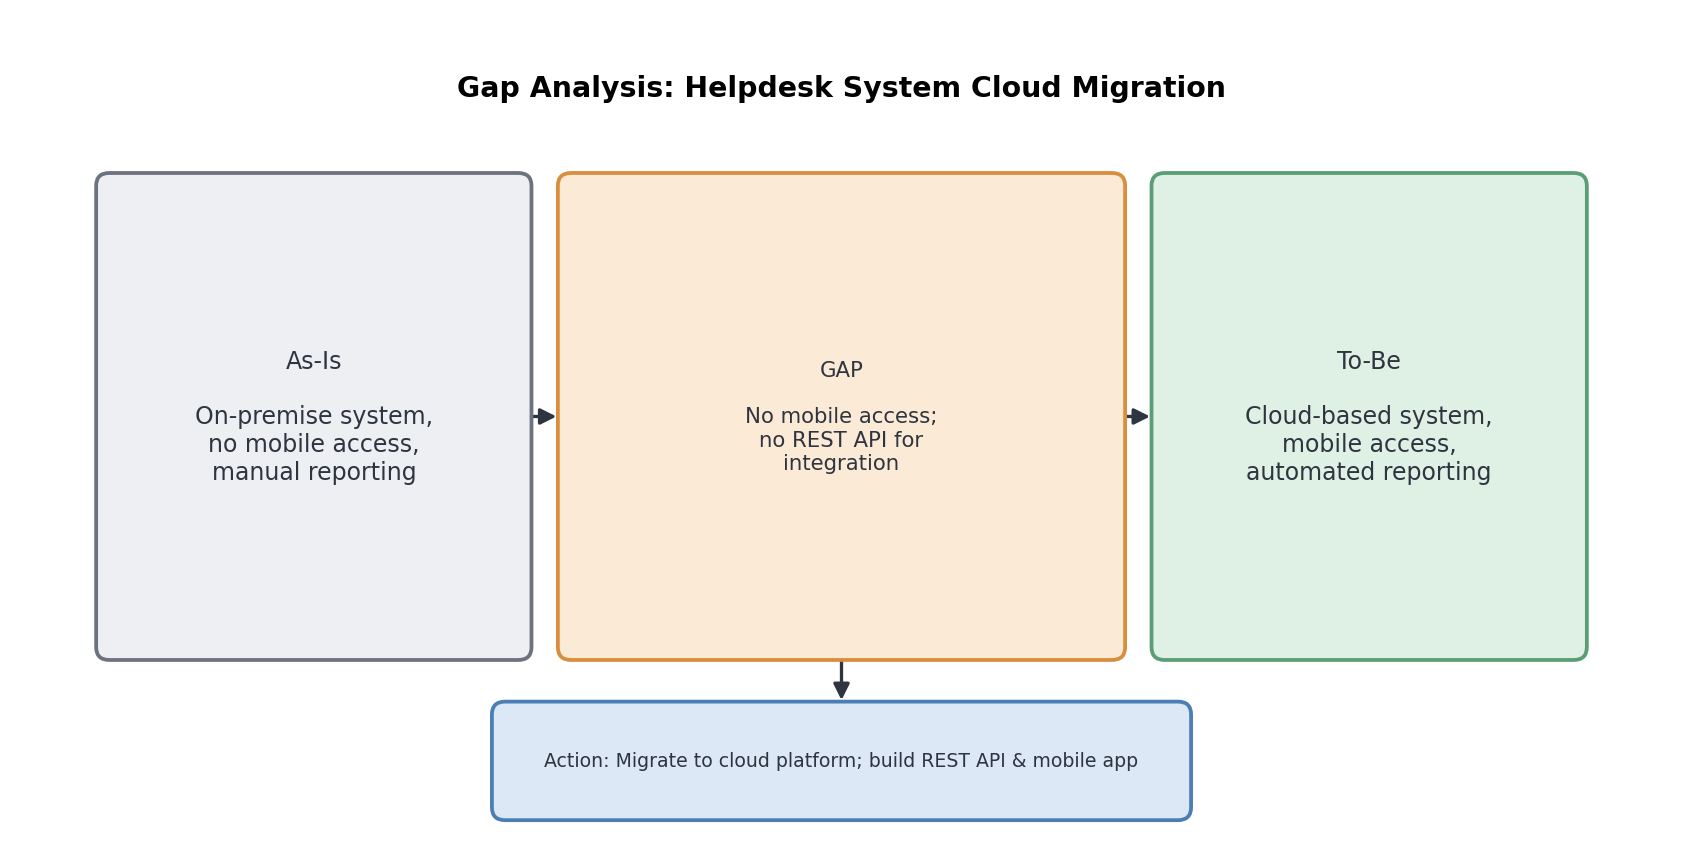 Gap Analysis: Helpdesk System Cloud Migration
As-Is
On-premise system,
no mobile access,
manual reporting
GAP
No mobile access;
no REST API for
integration
To-Be
Cloud-based system,
mobile access,
automated reporting
Action: Migrate to cloud platform; build REST API & mobile app